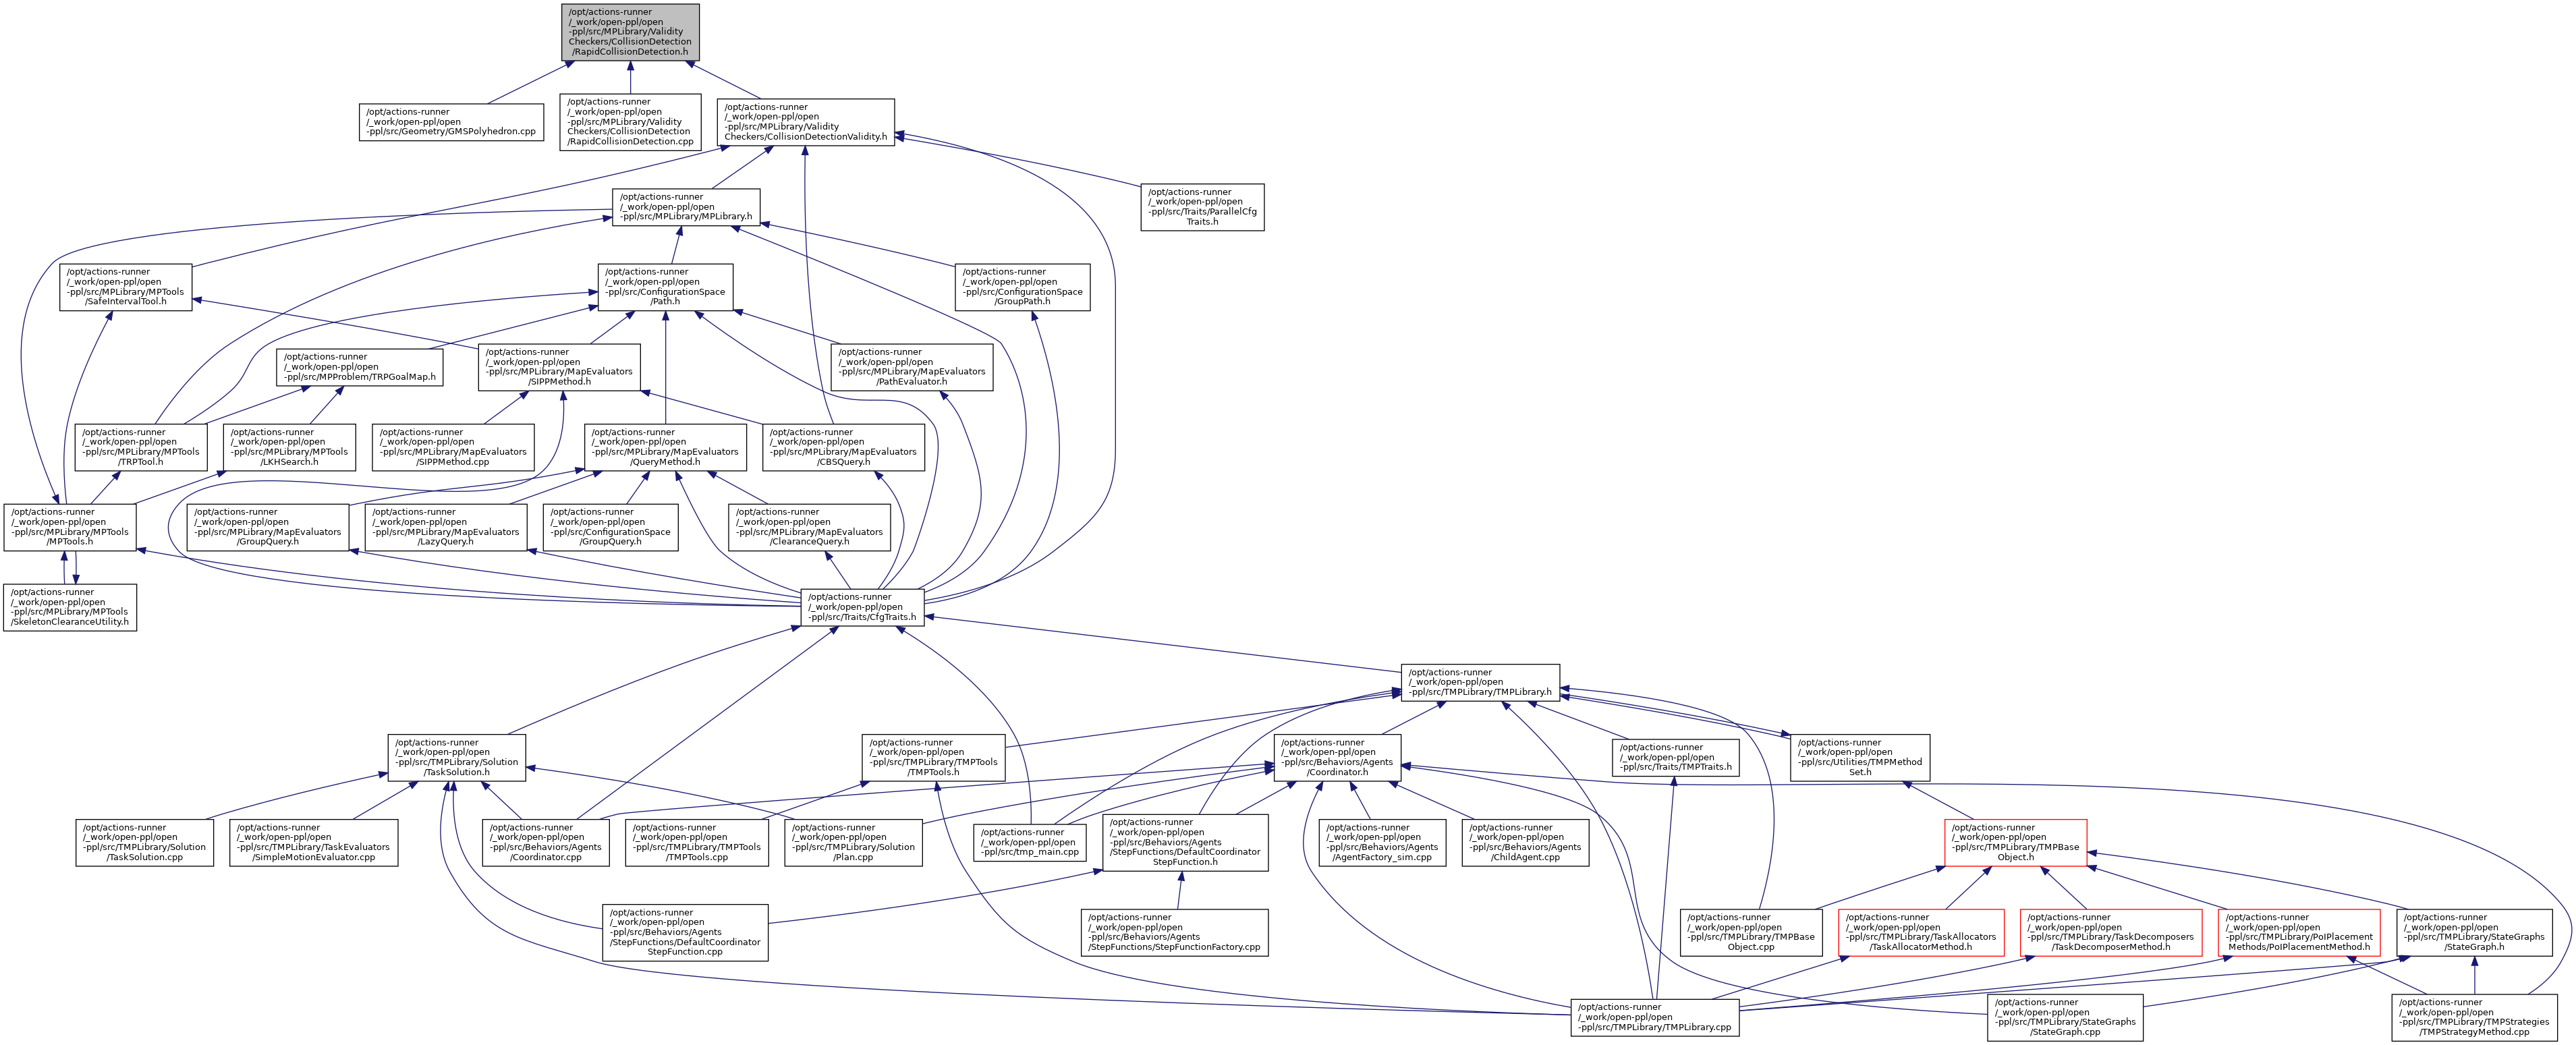 /opt/actions-runner
/_work/open-ppl/open
-ppl/src/MPLibrary/Validity
Checkers/CollisionDetection
/RapidCollisionDetection.h
/opt/actions-runner
/_work/open-ppl/open
-ppl/src/Geometry/GMSPolyhedron.cpp
/opt/actions-runner
/_work/open-ppl/open
-ppl/src/MPLibrary/Validity
Checkers/CollisionDetection
/RapidCollisionDetection.cpp
/opt/actions-runner
/_work/open-ppl/open
-ppl/src/MPLibrary/Validity
Checkers/CollisionDetectionValidity.h
/opt/actions-runner
/_work/open-ppl/open
-ppl/src/MPLibrary/MPLibrary.h
/opt/actions-runner
/_work/open-ppl/open
-ppl/src/Traits/ParallelCfg
Traits.h
/opt/actions-runner
/_work/open-ppl/open
-ppl/src/MPLibrary/MPTools
/SafeIntervalTool.h
/opt/actions-runner
/_work/open-ppl/open
-ppl/src/ConfigurationSpace
/Path.h
/opt/actions-runner
/_work/open-ppl/open
-ppl/src/ConfigurationSpace
/GroupPath.h
/opt/actions-runner
/_work/open-ppl/open
-ppl/src/MPProblem/TRPGoalMap.h
/opt/actions-runner
/_work/open-ppl/open
-ppl/src/MPLibrary/MapEvaluators
/SIPPMethod.h
/opt/actions-runner
/_work/open-ppl/open
-ppl/src/MPLibrary/MapEvaluators
/PathEvaluator.h
/opt/actions-runner
/_work/open-ppl/open
-ppl/src/MPLibrary/MPTools
/TRPTool.h
/opt/actions-runner
/_work/open-ppl/open
-ppl/src/MPLibrary/MPTools
/LKHSearch.h
/opt/actions-runner
/_work/open-ppl/open
-ppl/src/MPLibrary/MapEvaluators
/SIPPMethod.cpp
/opt/actions-runner
/_work/open-ppl/open
-ppl/src/MPLibrary/MapEvaluators
/QueryMethod.h
/opt/actions-runner
/_work/open-ppl/open
-ppl/src/MPLibrary/MapEvaluators
/CBSQuery.h
/opt/actions-runner
/_work/open-ppl/open
-ppl/src/MPLibrary/MPTools
/MPTools.h
/opt/actions-runner
/_work/open-ppl/open
-ppl/src/MPLibrary/MapEvaluators
/GroupQuery.h
/opt/actions-runner
/_work/open-ppl/open
-ppl/src/MPLibrary/MapEvaluators
/LazyQuery.h
/opt/actions-runner
/_work/open-ppl/open
-ppl/src/ConfigurationSpace
/GroupQuery.h
/opt/actions-runner
/_work/open-ppl/open
-ppl/src/MPLibrary/MapEvaluators
/ClearanceQuery.h
/opt/actions-runner
/_work/open-ppl/open
-ppl/src/MPLibrary/MPTools
/SkeletonClearanceUtility.h
/opt/actions-runner
/_work/open-ppl/open
-ppl/src/Traits/CfgTraits.h
/opt/actions-runner
/_work/open-ppl/open
-ppl/src/TMPLibrary/TMPLibrary.h
/opt/actions-runner
/_work/open-ppl/open
-ppl/src/TMPLibrary/Solution
/TaskSolution.h
/opt/actions-runner
/_work/open-ppl/open
-ppl/src/TMPLibrary/TMPTools
/TMPTools.h
/opt/actions-runner
/_work/open-ppl/open
-ppl/src/Behaviors/Agents
/Coordinator.h
/opt/actions-runner
/_work/open-ppl/open
-ppl/src/Traits/TMPTraits.h
/opt/actions-runner
/_work/open-ppl/open
-ppl/src/Utilities/TMPMethod
Set.h
/opt/actions-runner
/_work/open-ppl/open
-ppl/src/TMPLibrary/Solution
/TaskSolution.cpp
/opt/actions-runner
/_work/open-ppl/open
-ppl/src/TMPLibrary/TaskEvaluators
/SimpleMotionEvaluator.cpp
/opt/actions-runner
/_work/open-ppl/open
-ppl/src/Behaviors/Agents
/Coordinator.cpp
/opt/actions-runner
/_work/open-ppl/open
-ppl/src/TMPLibrary/TMPTools
/TMPTools.cpp
/opt/actions-runner
/_work/open-ppl/open
-ppl/src/TMPLibrary/Solution
/Plan.cpp
/opt/actions-runner
/_work/open-ppl/open
-ppl/src/tmp_main.cpp
/opt/actions-runner
/_work/open-ppl/open
-ppl/src/Behaviors/Agents
/StepFunctions/DefaultCoordinator
StepFunction.h
/opt/actions-runner
/_work/open-ppl/open
-ppl/src/Behaviors/Agents
/AgentFactory_sim.cpp
/opt/actions-runner
/_work/open-ppl/open
-ppl/src/Behaviors/Agents
/ChildAgent.cpp
/opt/actions-runner
/_work/open-ppl/open
-ppl/src/TMPLibrary/TMPBase
Object.h
/opt/actions-runner
/_work/open-ppl/open
-ppl/src/Behaviors/Agents
/StepFunctions/DefaultCoordinator
StepFunction.cpp
/opt/actions-runner
/_work/open-ppl/open
-ppl/src/Behaviors/Agents
/StepFunctions/StepFunctionFactory.cpp
/opt/actions-runner
/_work/open-ppl/open
-ppl/src/TMPLibrary/TMPBase
Object.cpp
/opt/actions-runner
/_work/open-ppl/open
-ppl/src/TMPLibrary/TaskAllocators
/TaskAllocatorMethod.h
/opt/actions-runner
/_work/open-ppl/open
-ppl/src/TMPLibrary/TaskDecomposers
/TaskDecomposerMethod.h
/opt/actions-runner
/_work/open-ppl/open
-ppl/src/TMPLibrary/PoIPlacement
Methods/PoIPlacementMethod.h
/opt/actions-runner
/_work/open-ppl/open
-ppl/src/TMPLibrary/StateGraphs
/StateGraph.h
/opt/actions-runner
/_work/open-ppl/open
-ppl/src/TMPLibrary/TMPLibrary.cpp
/opt/actions-runner
/_work/open-ppl/open
-ppl/src/TMPLibrary/StateGraphs
/StateGraph.cpp
/opt/actions-runner
/_work/open-ppl/open
-ppl/src/TMPLibrary/TMPStrategies
/TMPStrategyMethod.cpp